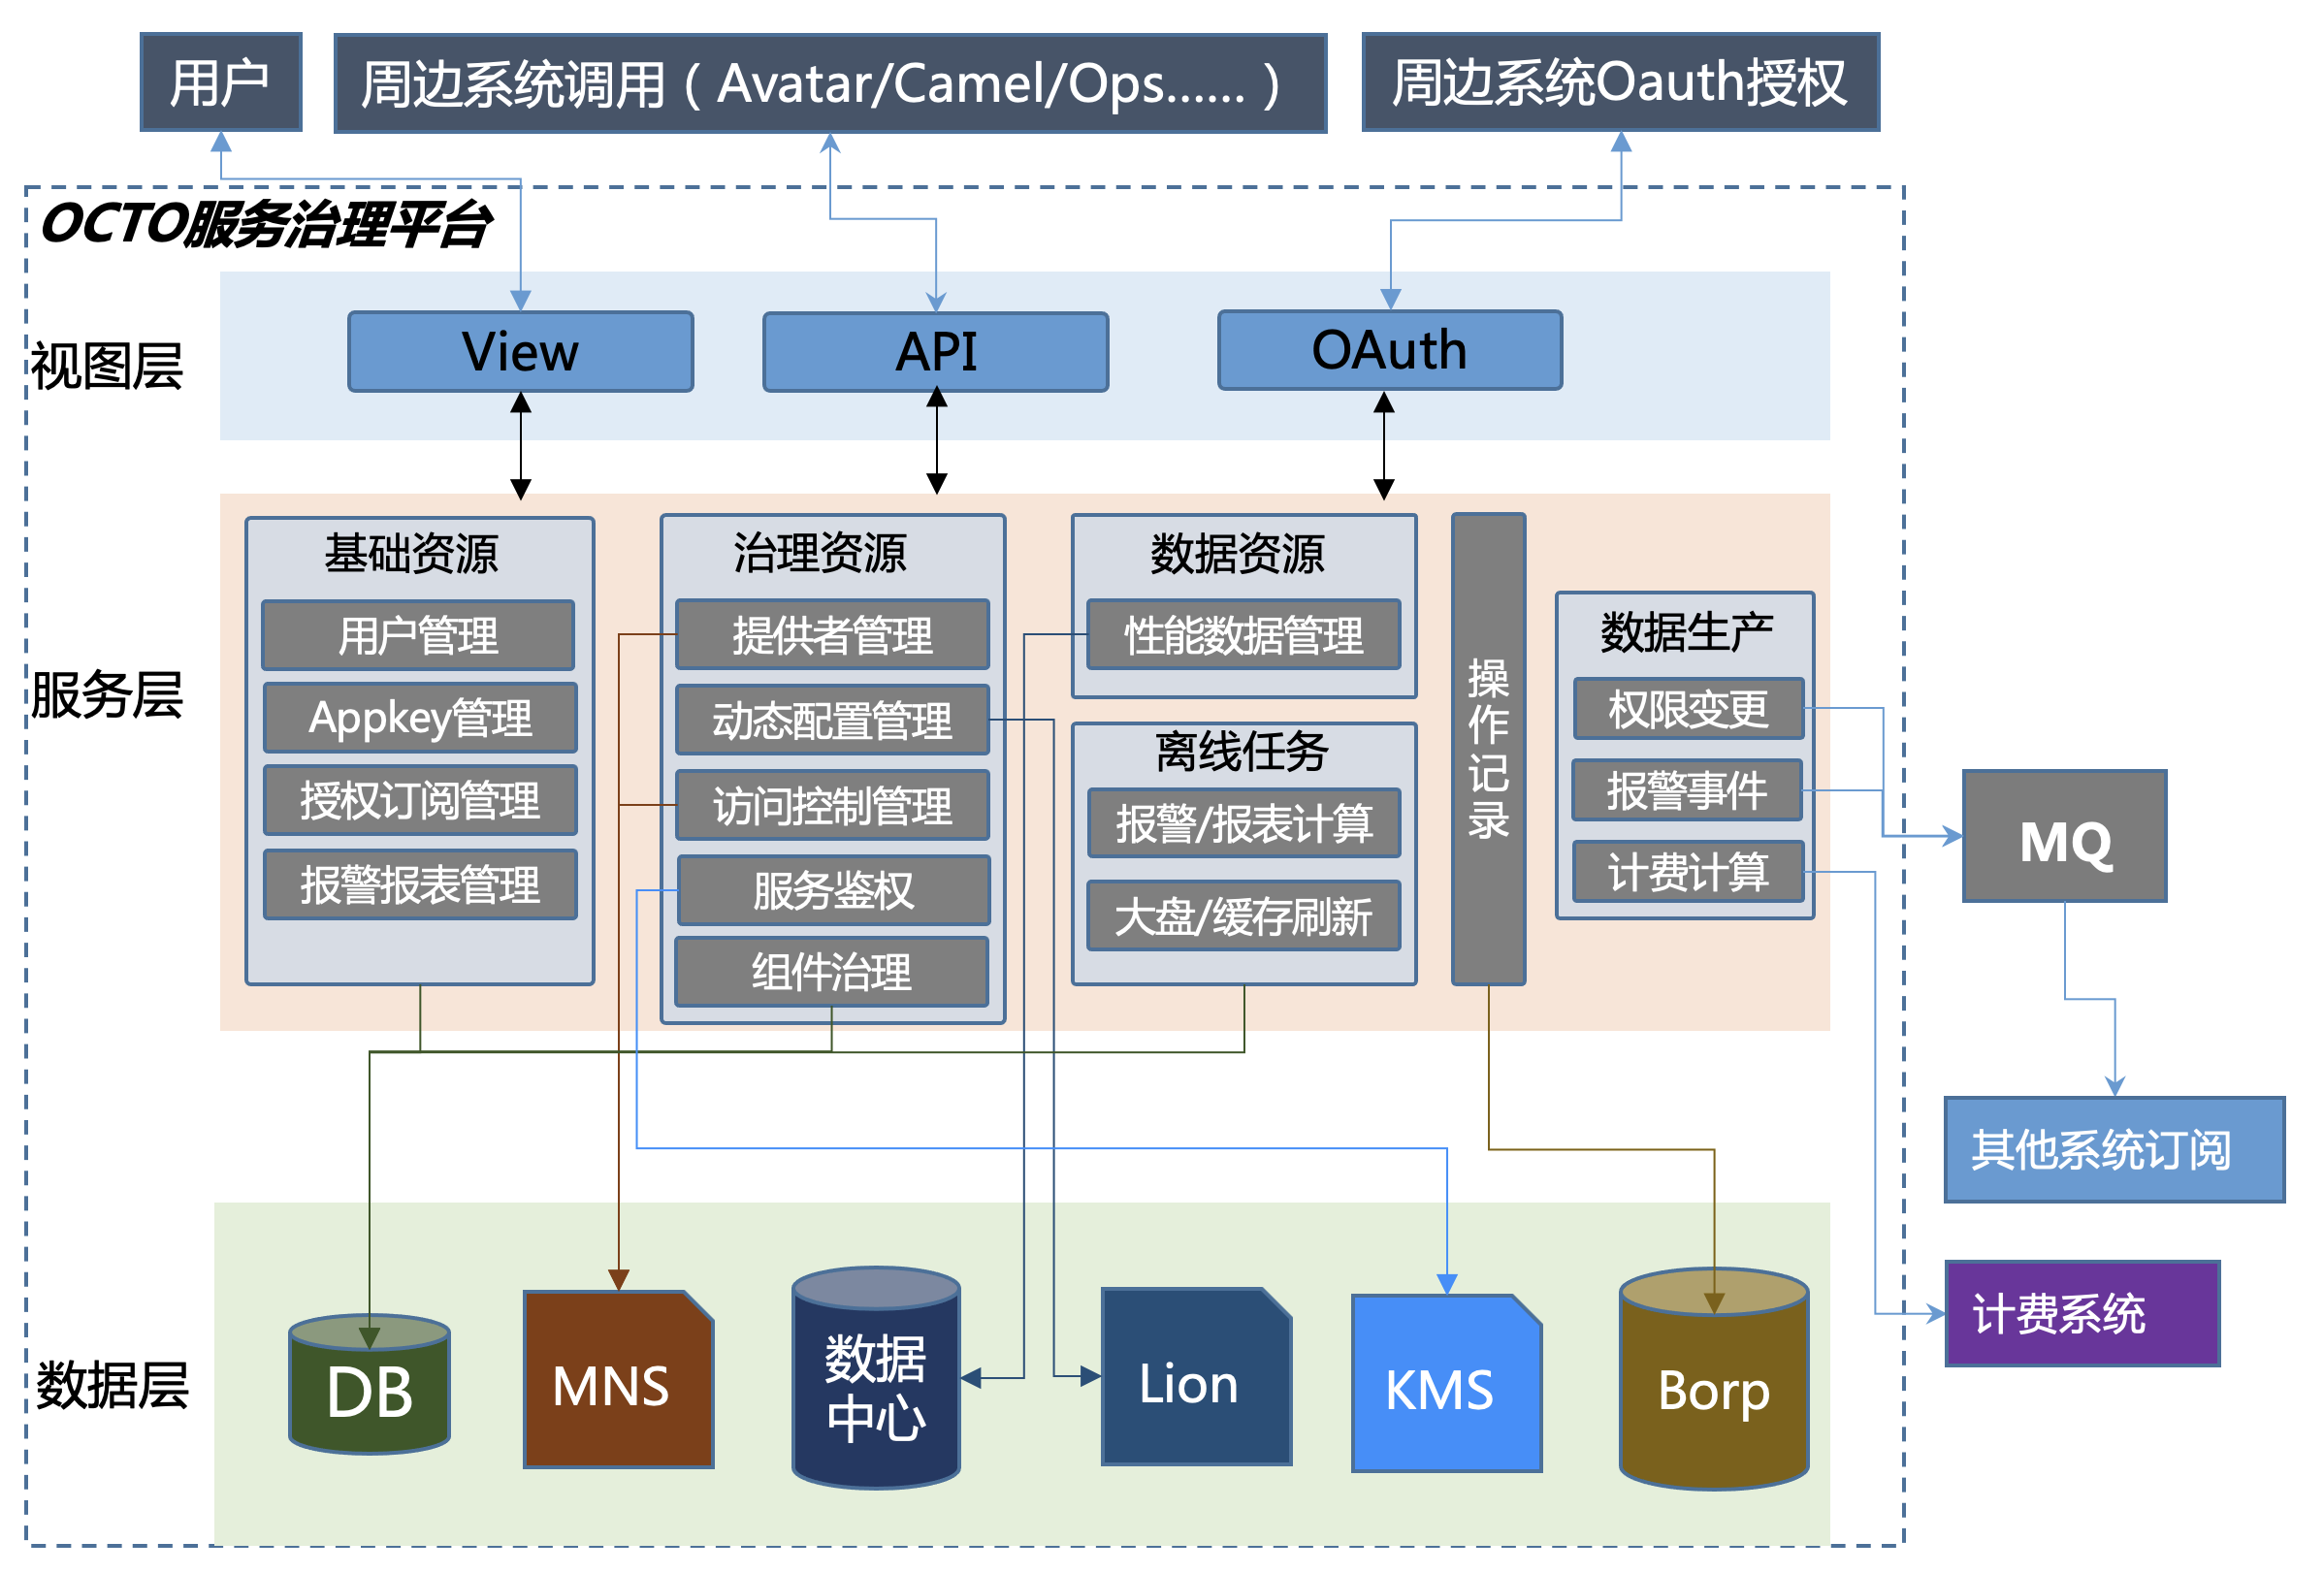 用户
周边系统调用（Avatar/Camel/Ops......）
周边系统Oauth授权
OCTO服务治理平台
视图层
View
API
OAuth
服务层
基础资源
用户管理
Appkey管理
授权订阅管理
报警报表管理
治理资源
提供者管理
动态配置管理
访问控制管理
服务鉴权
组件治理
数据资源
性能数据管理
离线任务
报警/报表计算
大盘/缓存刷新
操
作
记
录
数据生产
权限变更
报警事件
计费计算
MQ
其他系统订阅
计费系统
数据层
DB
MNS
数据
中心
Lion
KMS
Borp